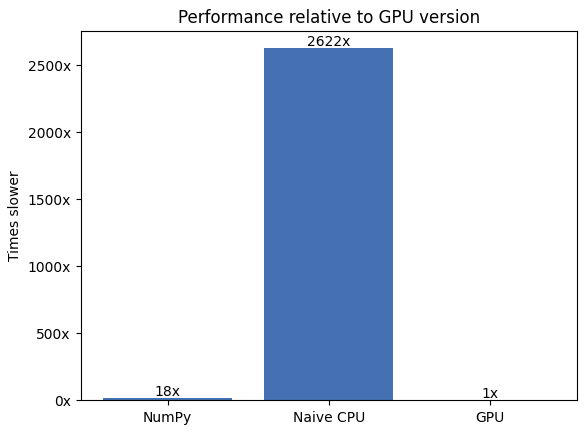 Performance relative to GPU version
2622x
2500x
2000x
1500x
1000x
500x
0x
Times slower
18x
1x
NumPy
Naive CPU
GPU